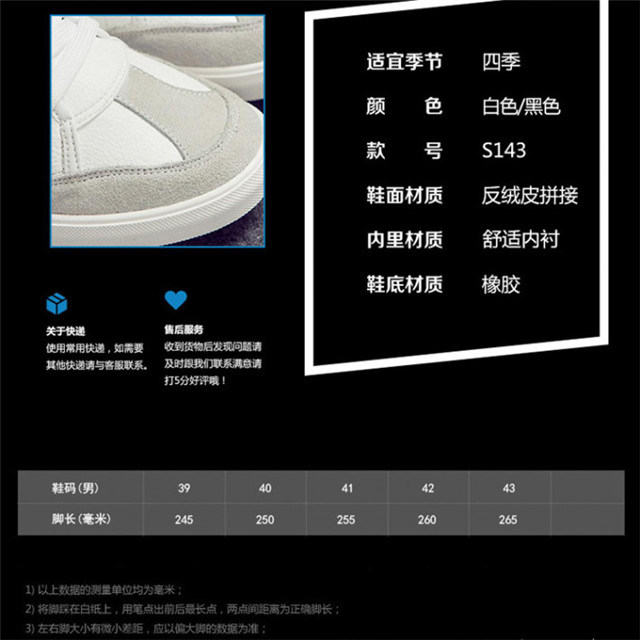 适宜季节 四季
颜 色 白色/黑色
款 号 S143
鞋面材质 反绒皮拼接
内里材质 舒适内衬
鞋底材质 橡胶
关于快递
使用常用快递，如需要
其他快递请与客服联系。
售后服务
收到货物后发现问题请
及时跟我们联系满意请
打5分好评哦！
鞋码(男) 39 40 41 42 43
脚长(毫米) 245 250 255 260 265
1) 以上数据的测量单位均为毫米；
2) 将脚踩在白纸上，用笔点出前后最长点，两点间距离为正确脚长；
3) 左右脚大小有微小差距，应以偏大脚的数据为准；